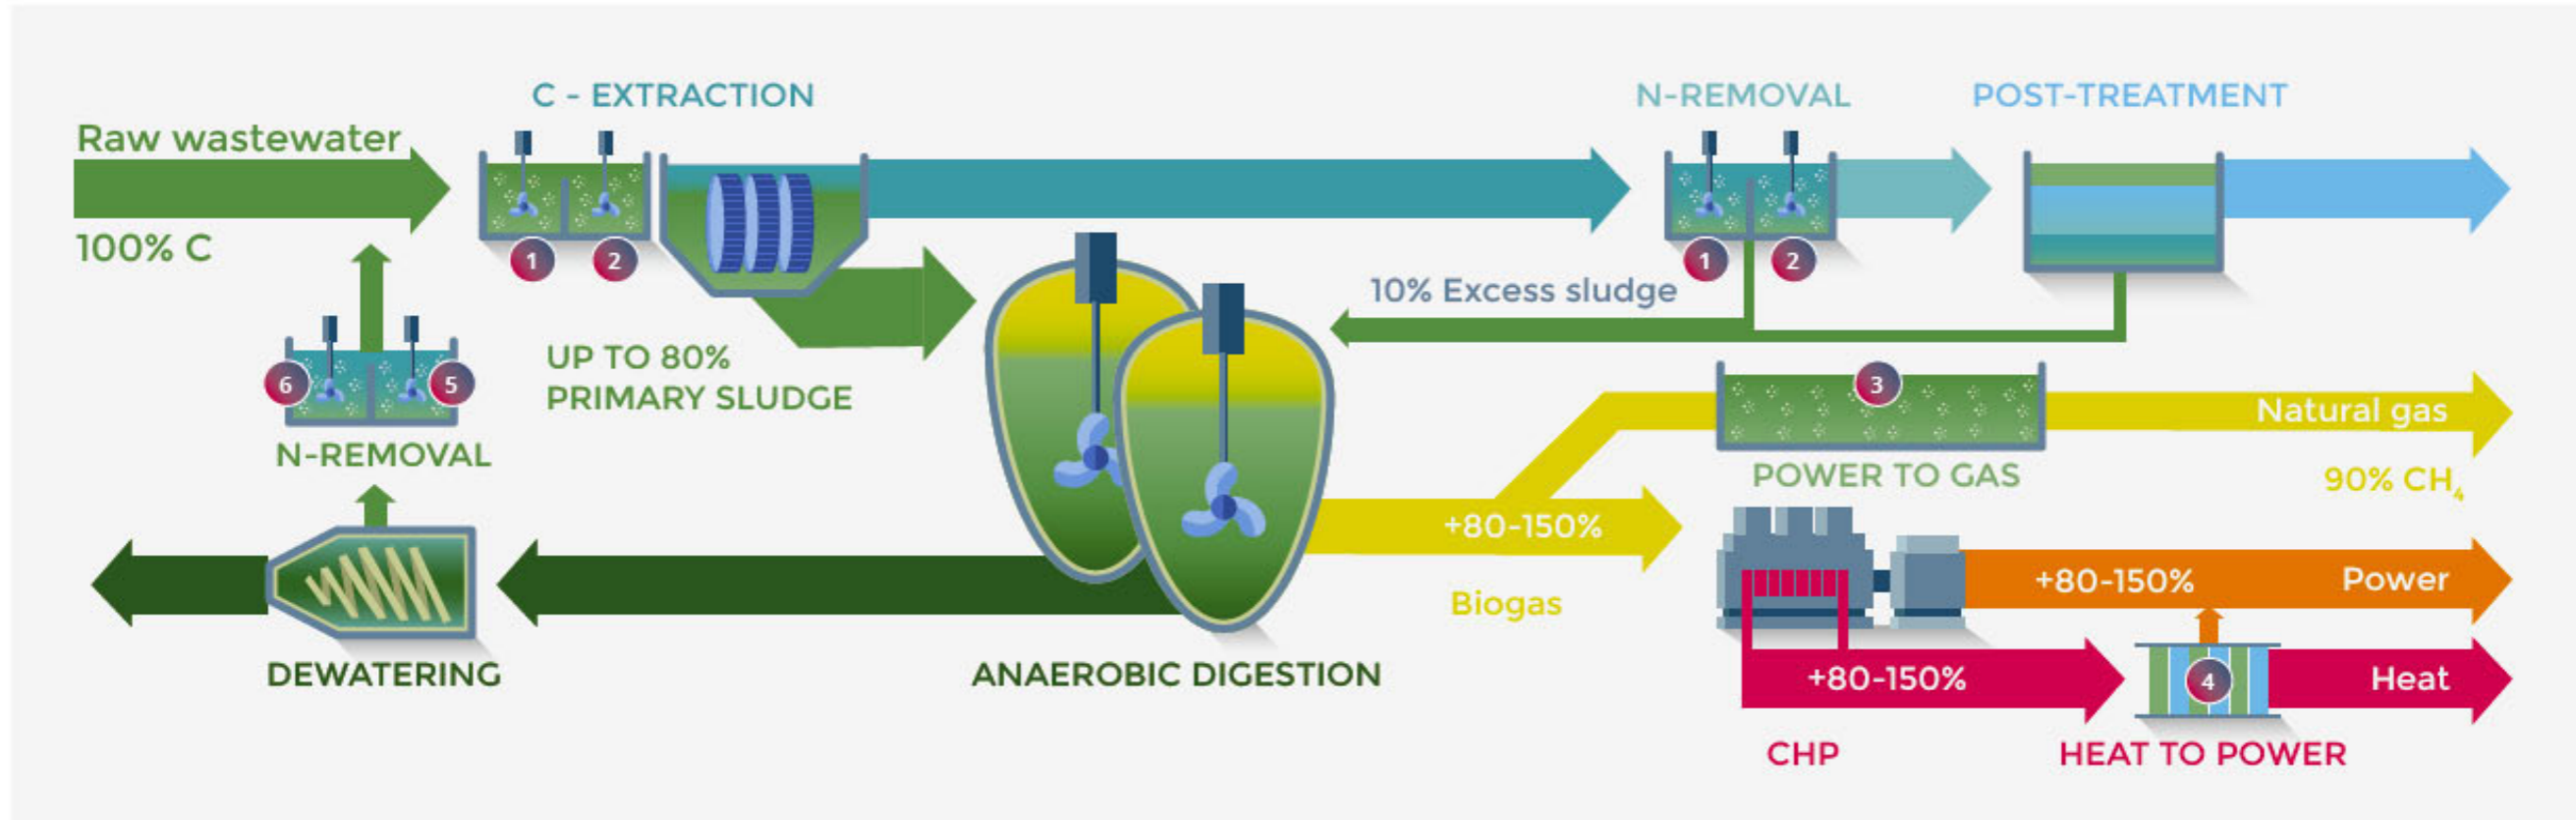 C - EXTRACTION
N-REMOVAL
POST-TREATMENT
Raw wastewater
100% C
1
2
1
2
10% Excess sludge
UP TO 80%
PRIMARY SLUDGE
6
5
3
N-REMOVAL
Natural gas
POWER TO GAS
90% CH₄
+80-150%
Biogas
+80-150%
Power
DEWATERING
ANAEROBIC DIGESTION
+80-150%
4
Heat
CHP
HEAT TO POWER